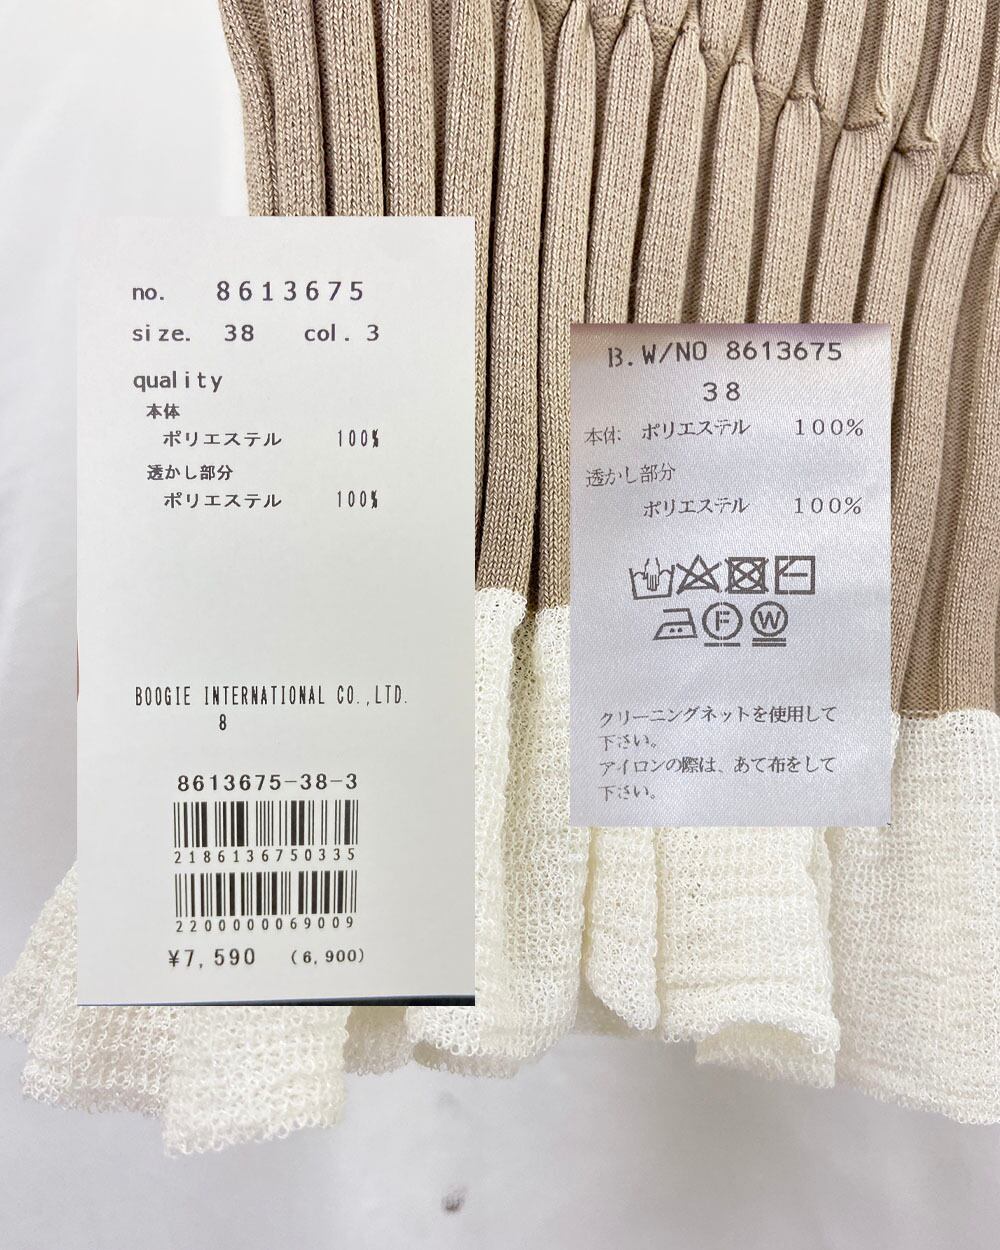 no. 8613675
size. 38 col. 3
quality
本体
ポリエステル 100%
透かし部分
ポリエステル 100%
BOOGIE INTERNATIONAL CO.,LTD.
8
8613675-38-3
2186136750335
2200000069009
¥7,590 (6,900)
B.W/NO 8613675
38
本体 ポリエステル 100%
透かし部分
ポリエステル 100%
F W
クリーニングネットを使用して
下さい。
アイロンの際は、あて布をして
下さい。